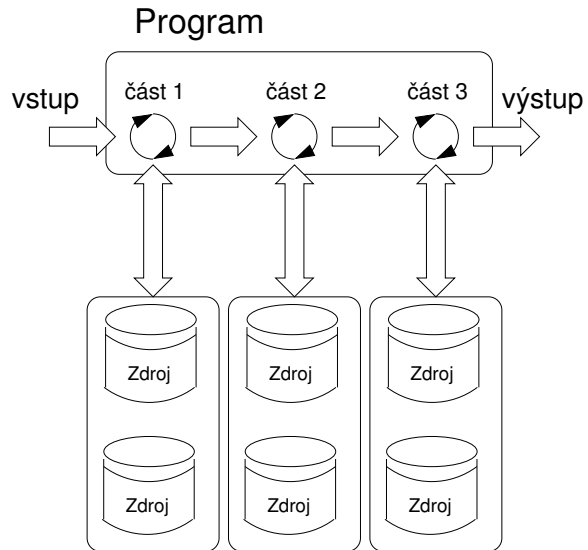 Program
vstup
část 1
část 2
část 3
výstup
Zdroj
Zdroj
Zdroj
Zdroj
Zdroj
Zdroj